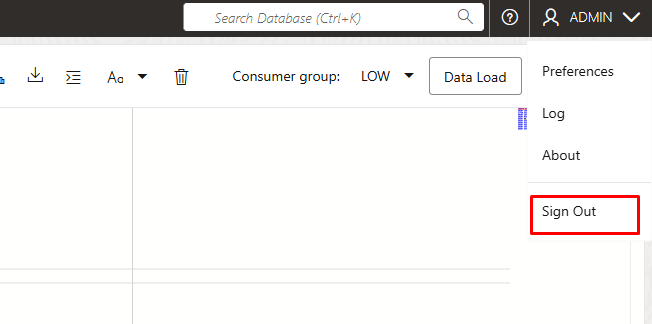 Search Database (Ctrl+K)
ADMIN
Aa
Consumer group:
LOW
Data Load
Preferences
Log
About
Sign Out